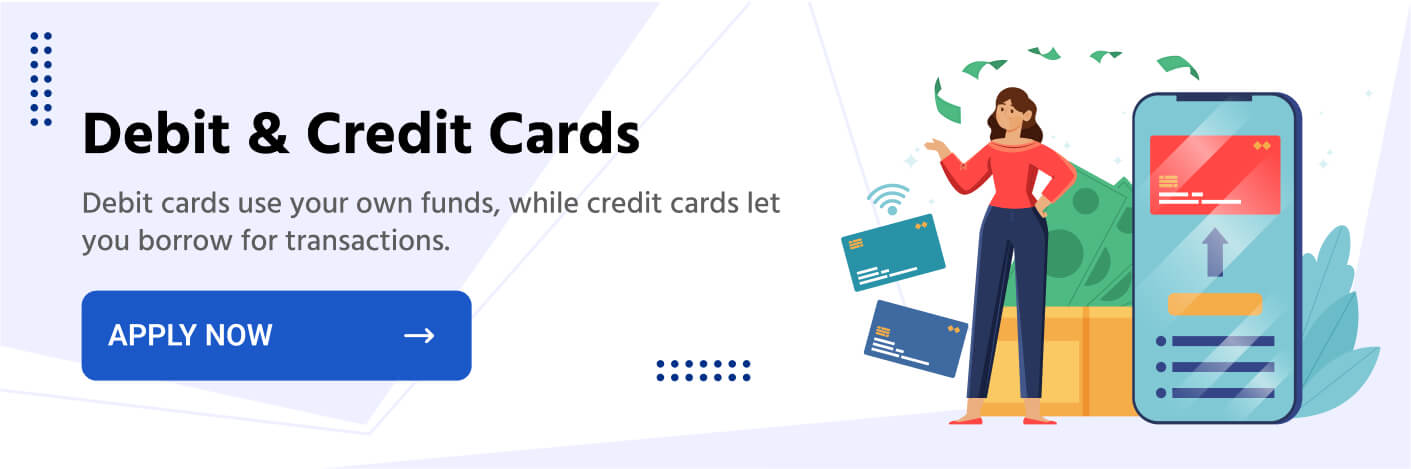 Debit & Credit Cards
Debit cards use your own funds, while credit cards let
you borrow for transactions.
APPLY NOW